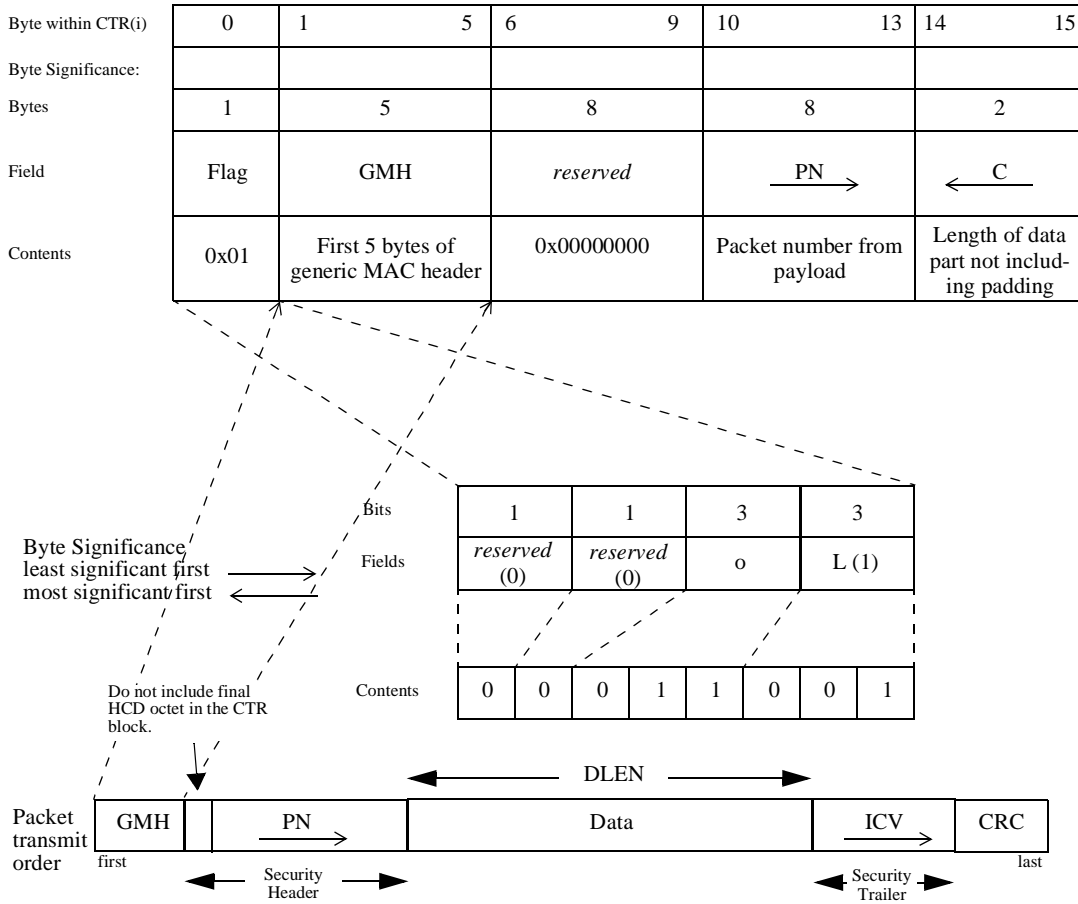 Byte within CTR(i) 0 1 5 6 9 10 13 14 15
Byte Significance:
Bytes 1 5 8 8 2
Field Flag GMH reserved PN C
Contents 0x01 First 5 bytes of generic MAC header 0x00000000 Packet number from payload Length of data part not includ-ing padding
Bits 1 1 3 3
Fields reserved (0) reserved (0) o L (1)
Byte Significance
least significant first
most significant first
Contents 0 0 0 1 1 0 0 1
Do not include final
HCD octet in the CTR
block.
DLEN
Packet transmit order GMH PN Data ICV CRC
first last
Security Header Security Trailer